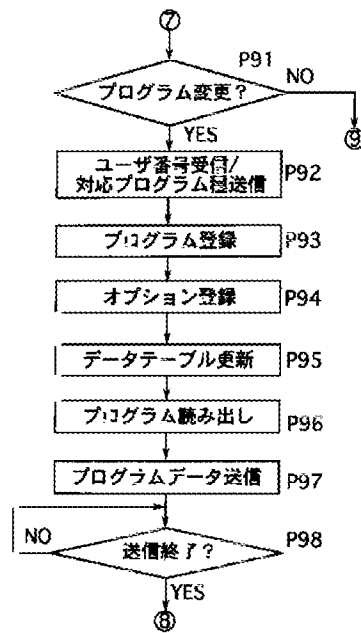 ⑦
P91
プログラム変更？
NO
YES
⑨
ユーザ番号受信/
対応プログラム種送信
P92
プログラム登録
P93
オプション登録
P94
データテーブル更新
P95
プログラム読み出し
P96
プログラムデータ送信
P97
送信終了？
P98
NO
YES
⑧